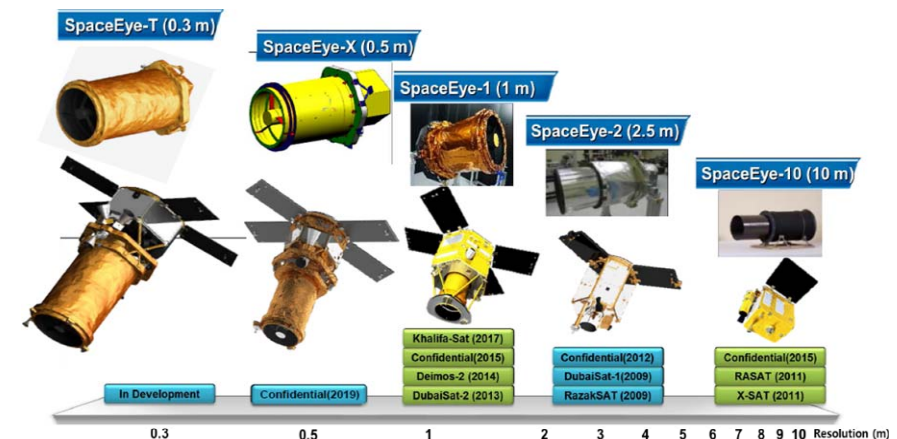 SpaceEye-T (0.3 m)
SpaceEye-X (0.5 m)
SpaceEye-1 (1 m)
SpaceEye-2 (2.5 m)
SpaceEye-10 (10 m)
In Development
Confidential(2019)
Khalifa-Sat (2017)
Confidential(2015)
Deimos-2 (2014)
DubaiSat-2 (2013)
Confidential(2012)
DubaiSat-1(2009)
RazakSAT (2009)
Confidential(2015)
RASAT (2011)
X-SAT (2011)
0.3 0.5 1 2 3 4 5 6 7 8 9 10 Resolution (m)